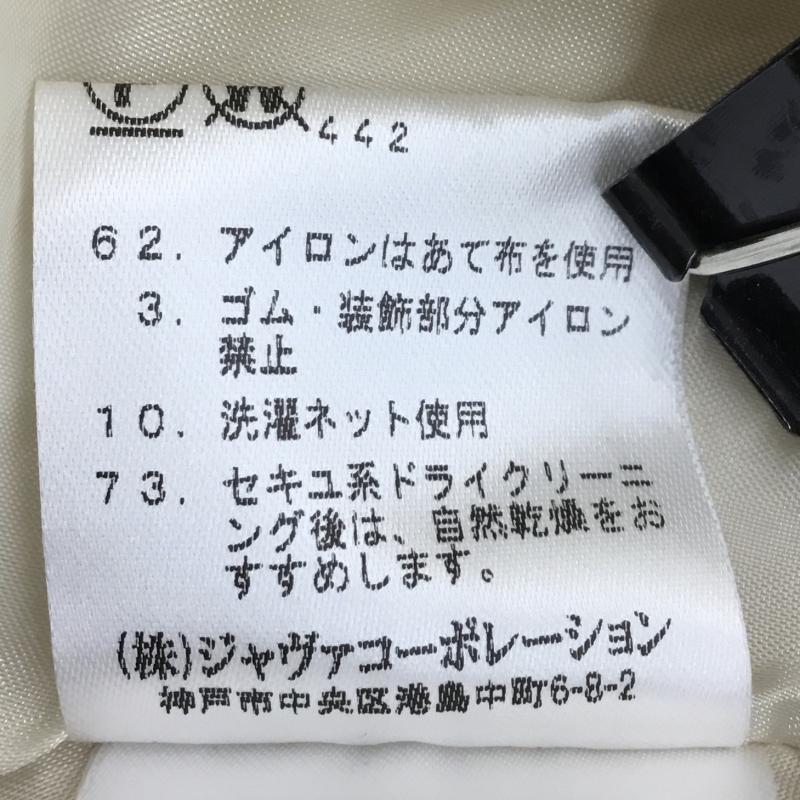 442
62. アイロンはあて布を使用
3. ゴム・装飾部分アイロン
禁止
10. 洗濯ネット使用
73. セキユ系ドライクリーニ
ング後は、自然乾燥をお
すすめします。
(株)ジャヴァコーポレーション
神戸市中央区港島中町6-8-2